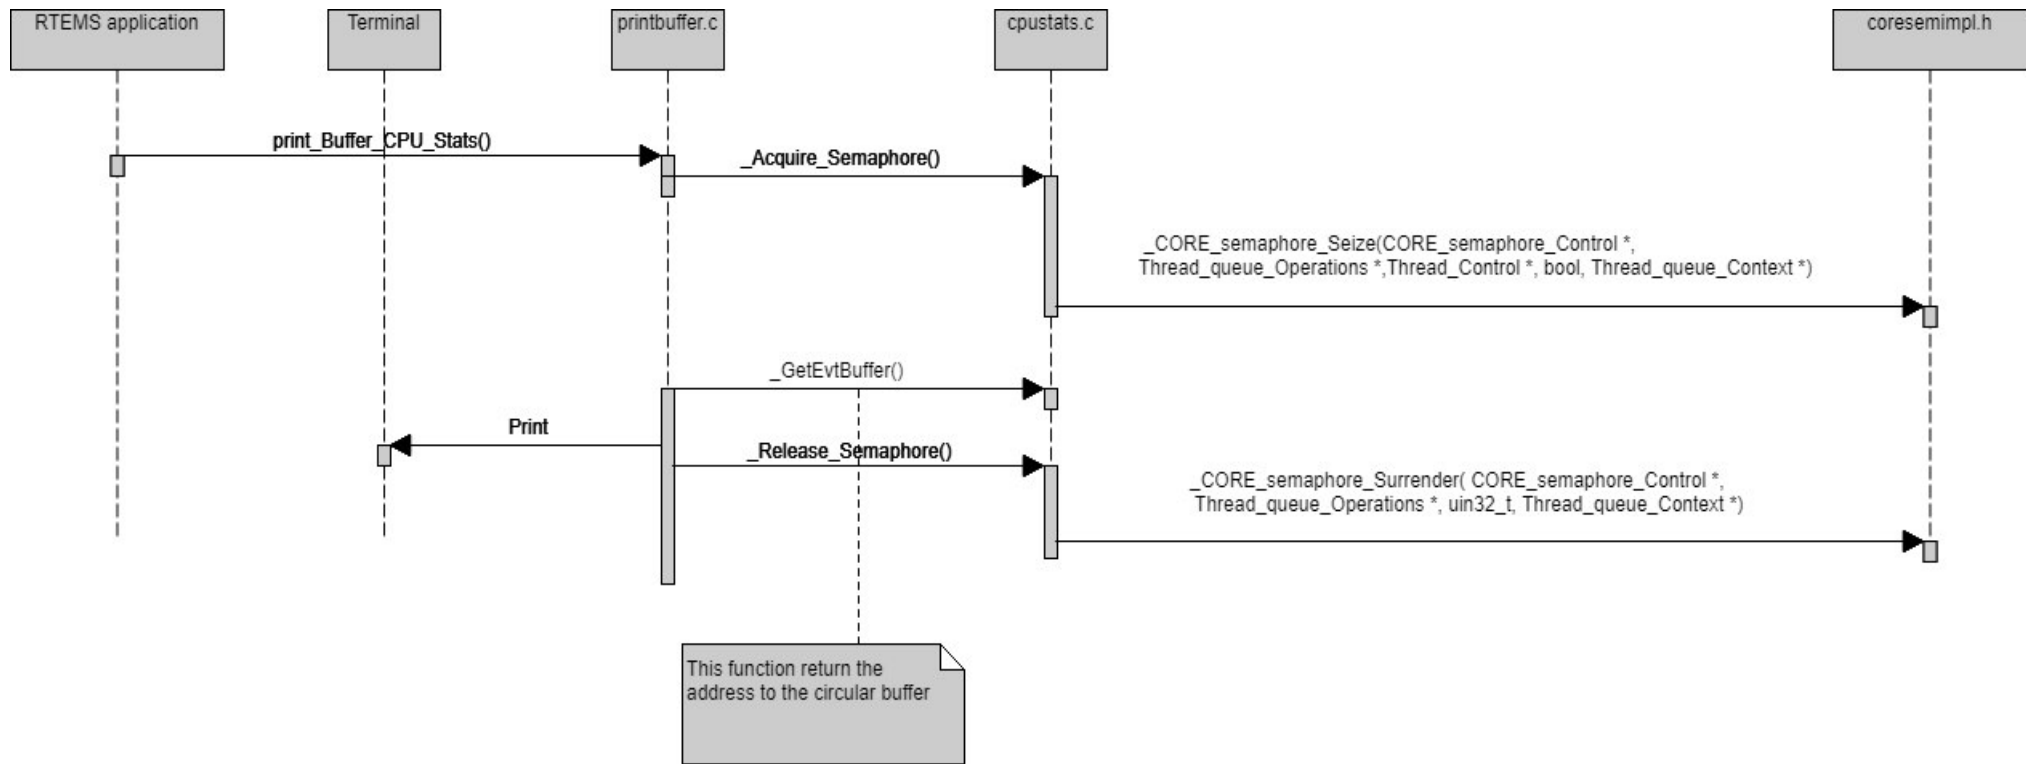 RTEMS application
Terminal
printbuffer.c
cpustats.c
coresemimpl.h
print_Buffer_CPU_Stats()
_Acquire_Semaphore()
_CORE_semaphore_Seize(CORE_semaphore_Control *,
Thread_queue_Operations *,Thread_Control *, bool, Thread_queue_Context *)
_GetEvtBuffer()
Print
_Release_Semaphore()
_CORE_semaphore_Surrender( CORE_semaphore_Control *,
Thread_queue_Operations *, uin32_t, Thread_queue_Context *)
This function return the
address to the circular buffer